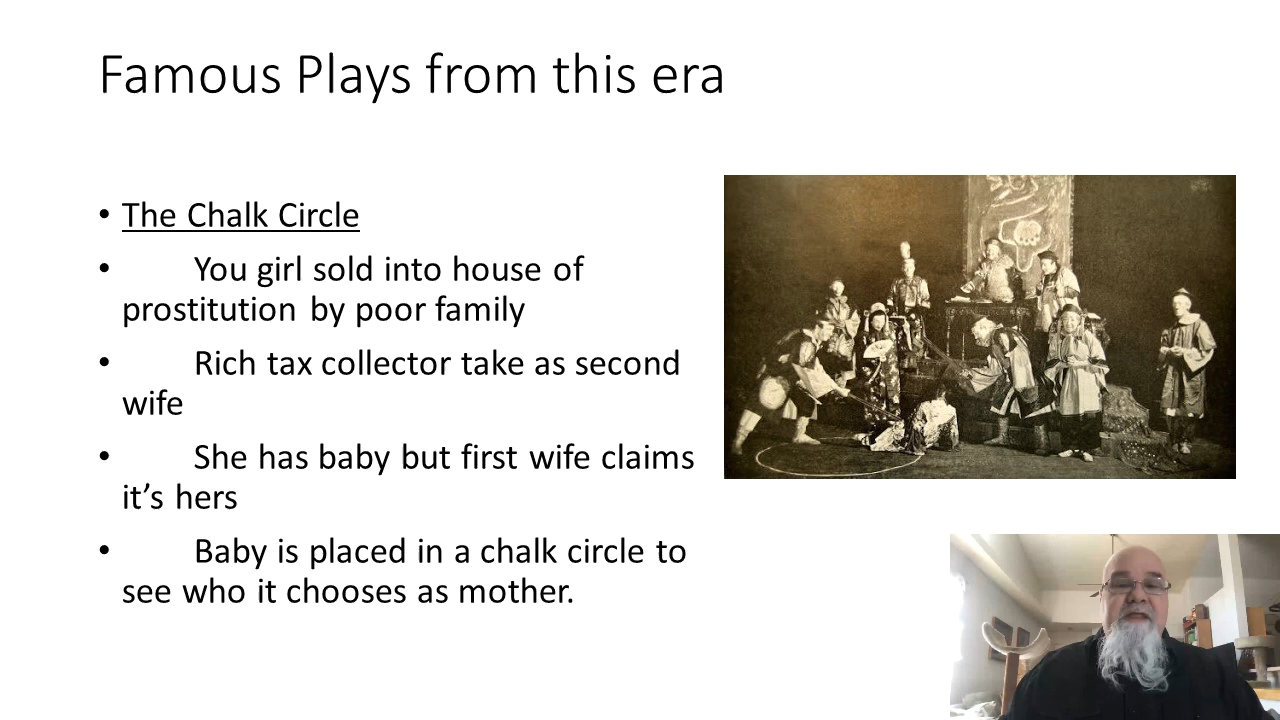 Famous Plays from this era
• The Chalk Circle
• You girl sold into house of
prostitution by poor family
• Rich tax collector take as second
wife
• She has baby but first wife claims
it’s hers
• Baby is placed in a chalk circle to
see who it chooses as mother.